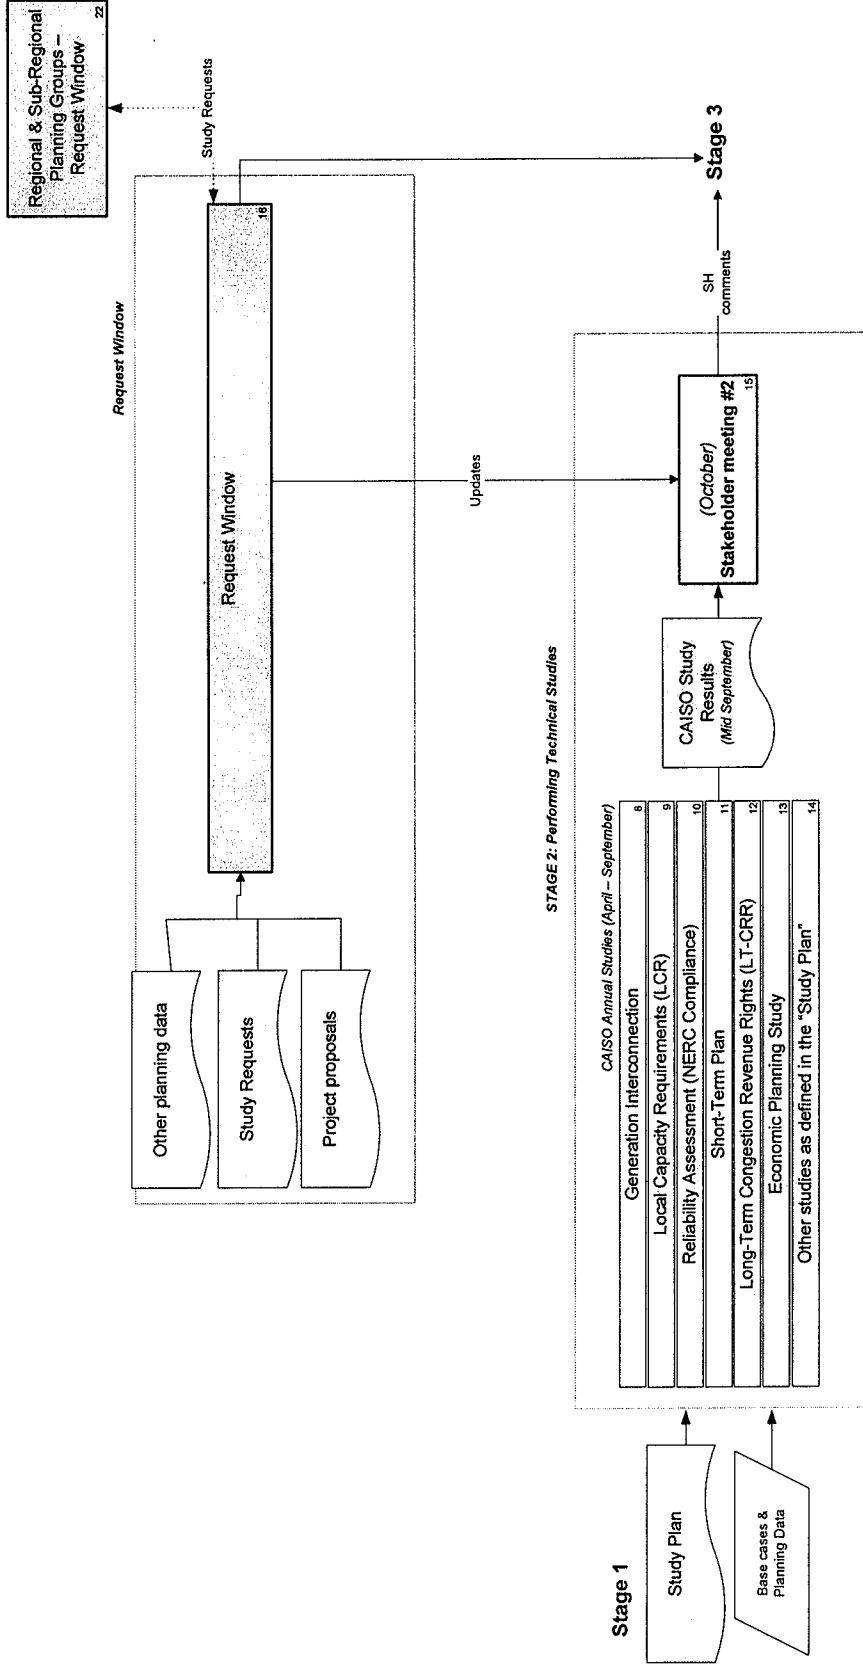 Regional & Sub-Regional
Planning Groups –
Request Window
22
Study Requests
Request Window
Other planning data
Study Requests
Project proposals
Request Window
16
Updates
Stage 3
SH
comments
STAGE 2: Performing Technical Studies
CAISO Annual Studies (April – September)
Generation Interconnection
8
Local Capacity Requirements (LCR)
9
Reliability Assessment (NERC Compliance)
10
Short-Term Plan
11
Long-Term Congestion Revenue Rights (LT-CRR)
12
Economic Planning Study
13
Other studies as defined in the "Study Plan"
14
CAISO Study
Results
(Mid September)
(October)
Stakeholder meeting #2
15
Stage 1
Study Plan
Base cases &
Planning Data